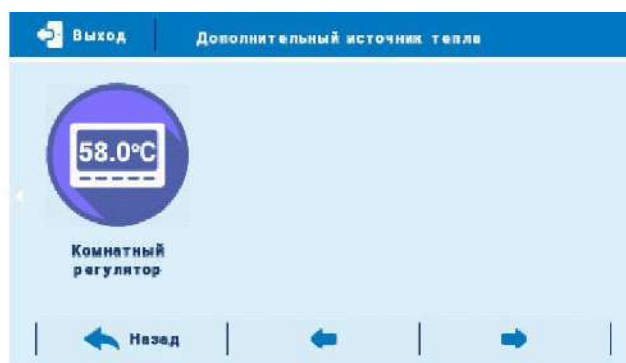 Выход
Дополнительный источник тепла
58.0°C
Комнатный
регулятор
Назад